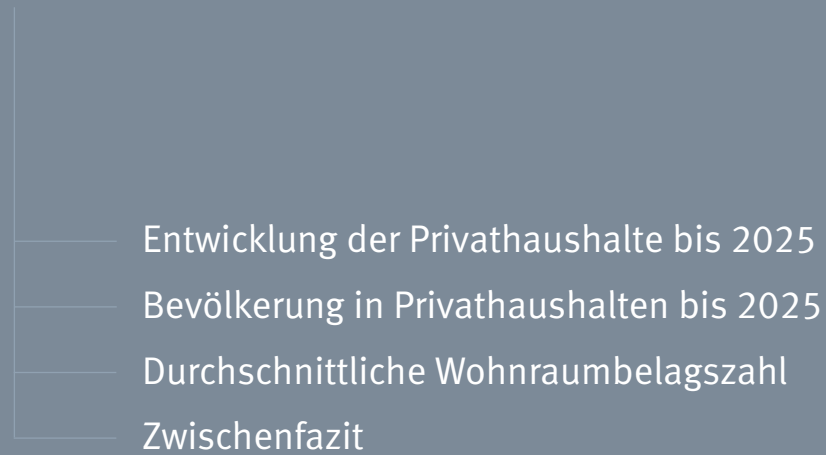 Entwicklung der Privathaushalte bis 2025
Bevölkerung in Privathaushalten bis 2025
Durchschnittliche Wohnraumbelagszahl
Zwischenfazit